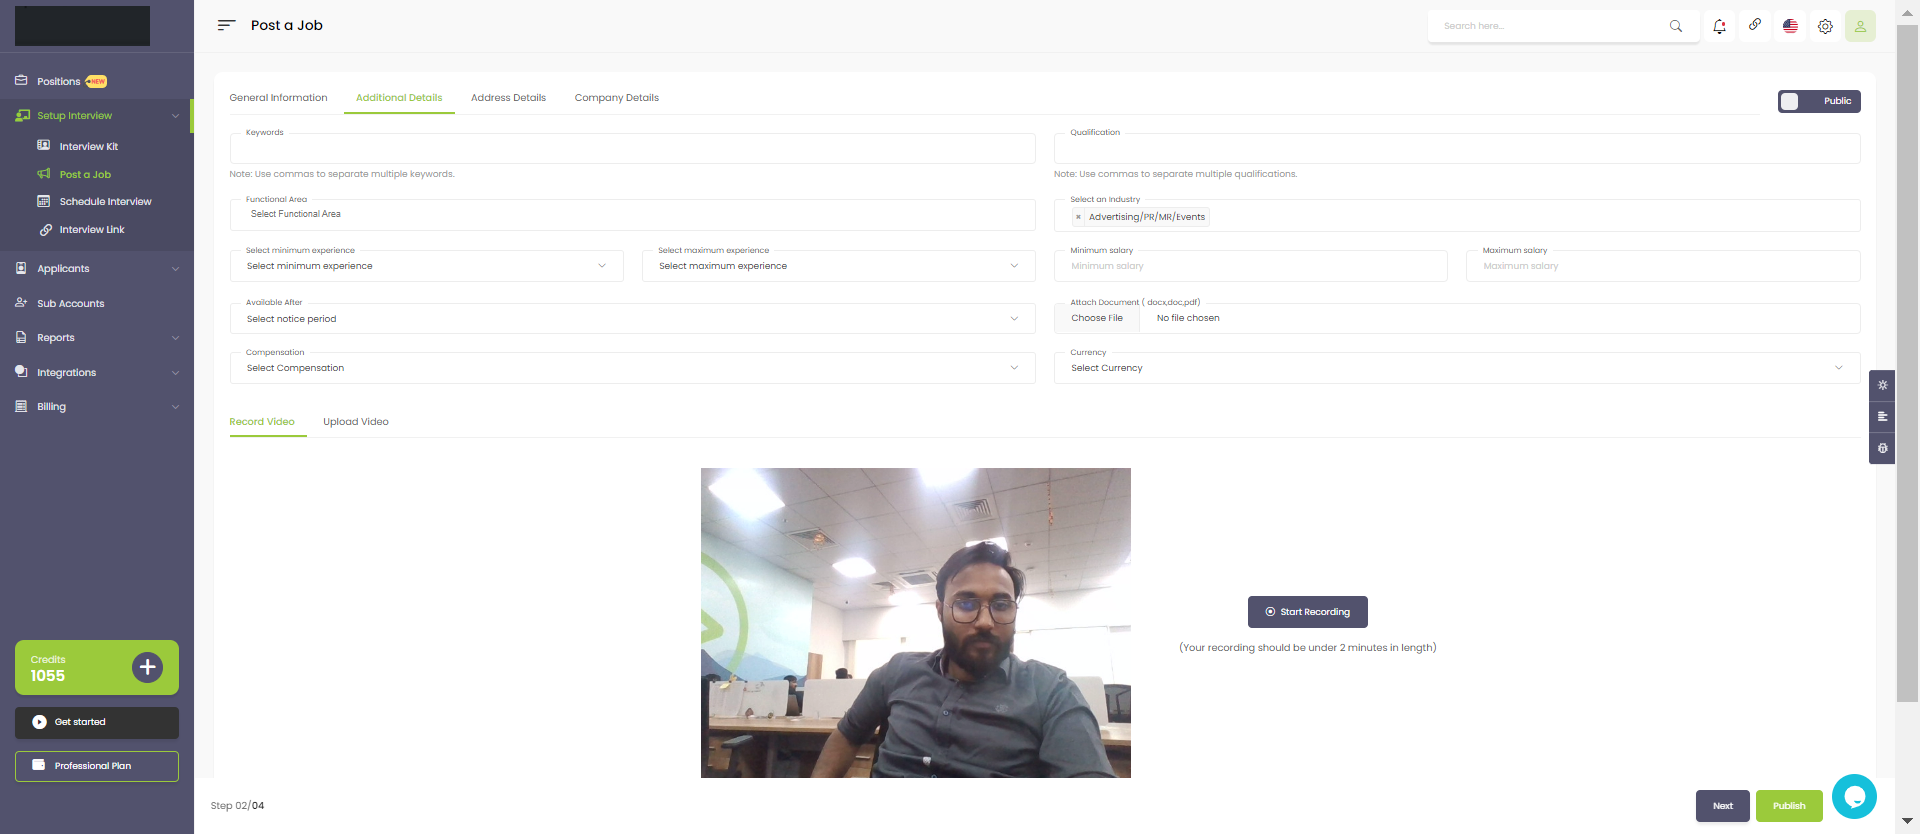 Post a Job
Search here...
Positions NEW
Setup Interview
Interview Kit
Post a Job
Schedule Interview
Interview Link
Applicants
Sub Accounts
Reports
Integrations
Billing
Credits
1055
Get started
Professional Plan
General Information Additional Details Address Details Company Details
Public
Keywords
Note: Use commas to separate multiple keywords.
Qualification
Note: Use commas to separate multiple qualifications.
Functional Area
Select Functional Area
Select an Industry
× Advertising/PR/MR/Events
Select minimum experience
Select minimum experience
Select maximum experience
Select maximum experience
Minimum salary
Minimum salary
Maximum salary
Maximum salary
Available After
Select notice period
Attach Document ( docx,doc,pdf)
Choose File No file chosen
Compensation
Select Compensation
Currency
Select Currency
Record Video Upload Video
Start Recording
(Your recording should be under 2 minutes in length)
Step 02/04
Next Publish